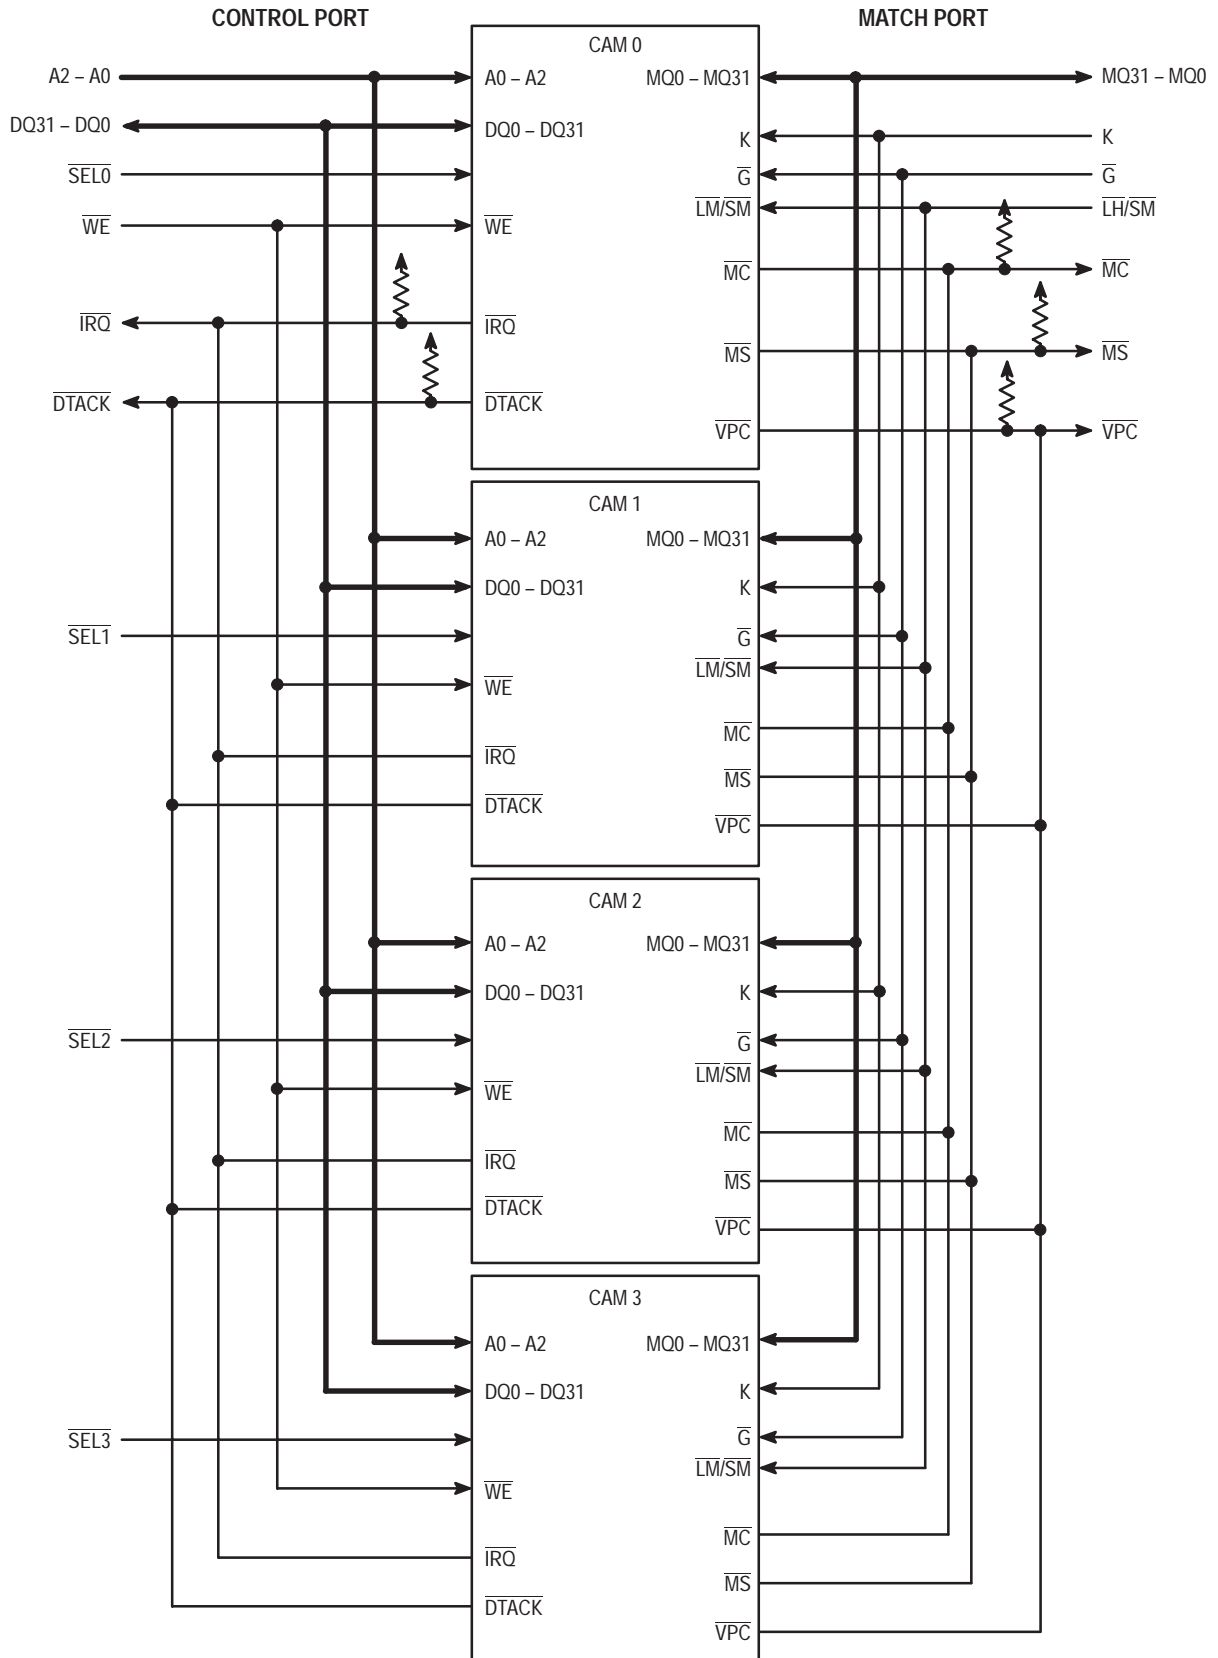 CONTROL PORT
MATCH PORT
CAM 0
A2 – A0
A0 – A2
MQ0 – MQ31
MQ31 – MQ0
DQ31 – DQ0
DQ0 – DQ31
K
K
SEL0
G
G
LM/SM
LH/SM
WE
WE
MC
MC
IRQ
IRQ
MS
MS
DTACK
DTACK
VPC
VPC
CAM 1
A0 – A2
MQ0 – MQ31
DQ0 – DQ31
K
SEL1
G
LM/SM
WE
MC
IRQ
MS
DTACK
VPC
CAM 2
A0 – A2
MQ0 – MQ31
DQ0 – DQ31
K
SEL2
G
LM/SM
WE
MC
IRQ
MS
DTACK
VPC
CAM 3
A0 – A2
MQ0 – MQ31
DQ0 – DQ31
K
SEL3
G
LM/SM
WE
MC
IRQ
MS
DTACK
VPC